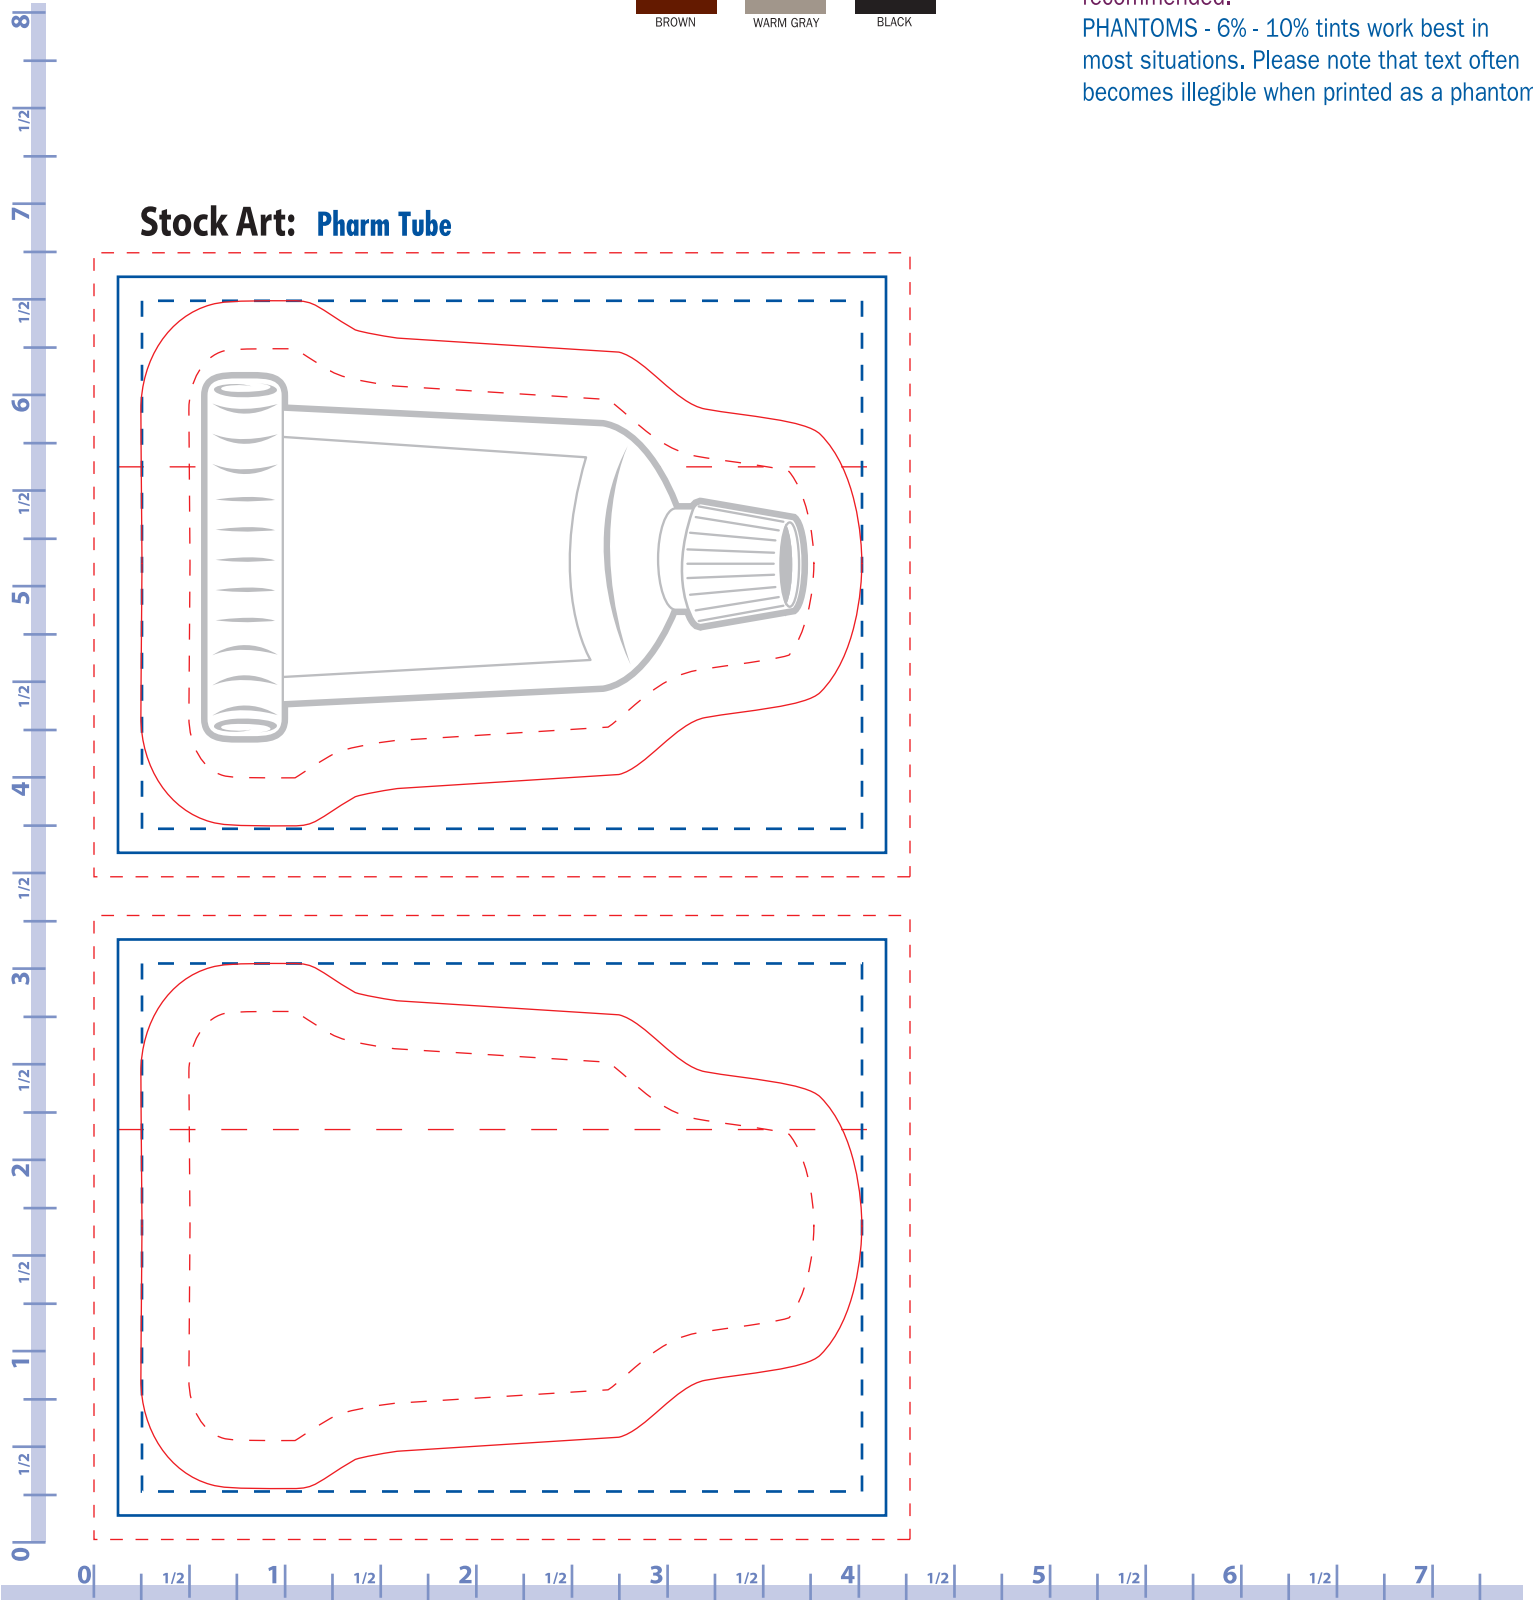 recommended.
PHANTOMS - 6% - 10% tints work best in
most situations. Please note that text often
becomes illegible when printed as a phantom
BROWN
WARM GRAY
BLACK
Stock Art: Pharm Tube
8
1/2
7
1/2
6
1/2
5
1/2
4
1/2
3
1/2
2
1/2
1
1/2
0
0 1/2 1 1/2 2 1/2 3 1/2 4 1/2 5 1/2 6 1/2 7